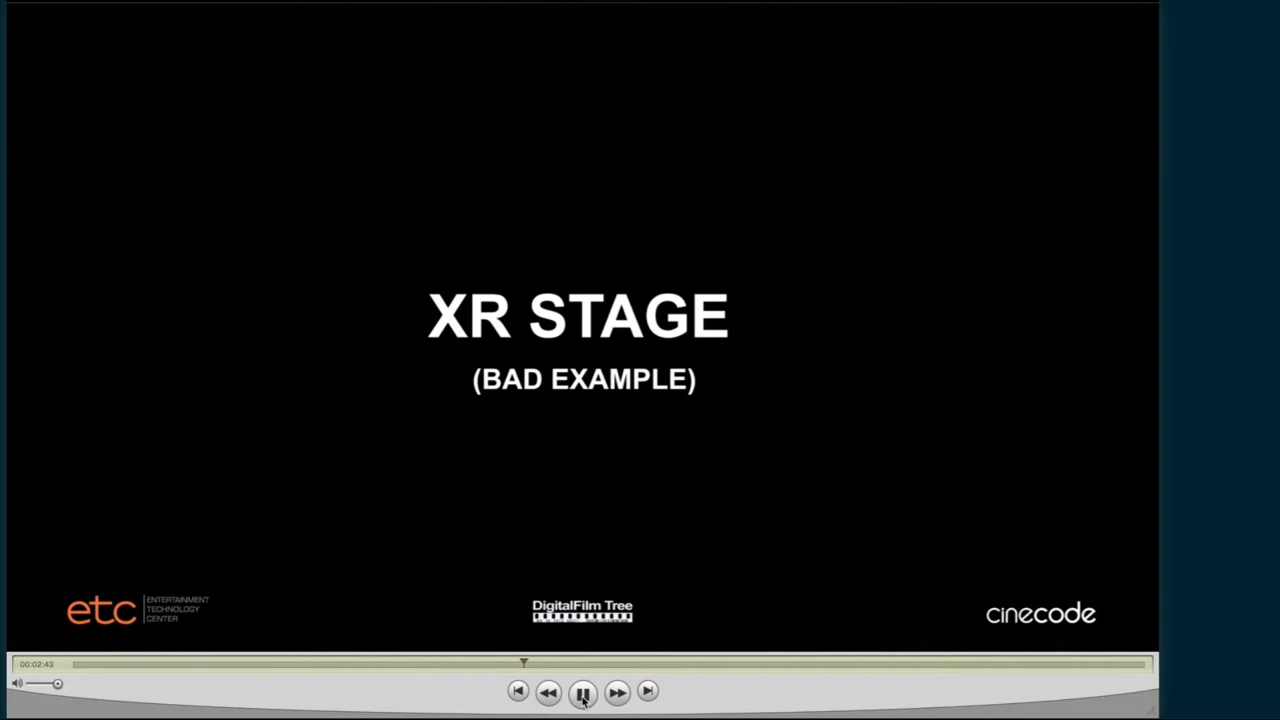 XR STAGE
(BAD EXAMPLE)
etc
ENTERTAINMENT
TECHNOLOGY
CENTER
DigitalFilm Tree
cinecode
00:02:43